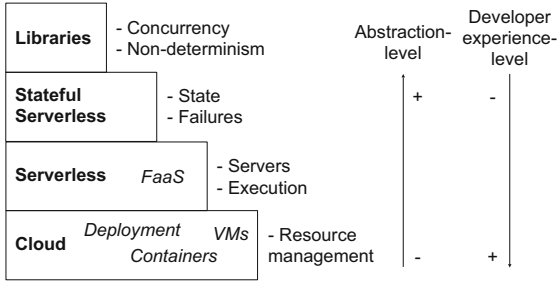 Libraries
- Concurrency
- Non-determinism
Abstraction-
level
Developer
experience-
level
Stateful
Serverless
- State
- Failures
+
-
Serverless
FaaS
- Servers
- Execution
Cloud
Deployment
VMs
Containers
- Resource
management
-
+